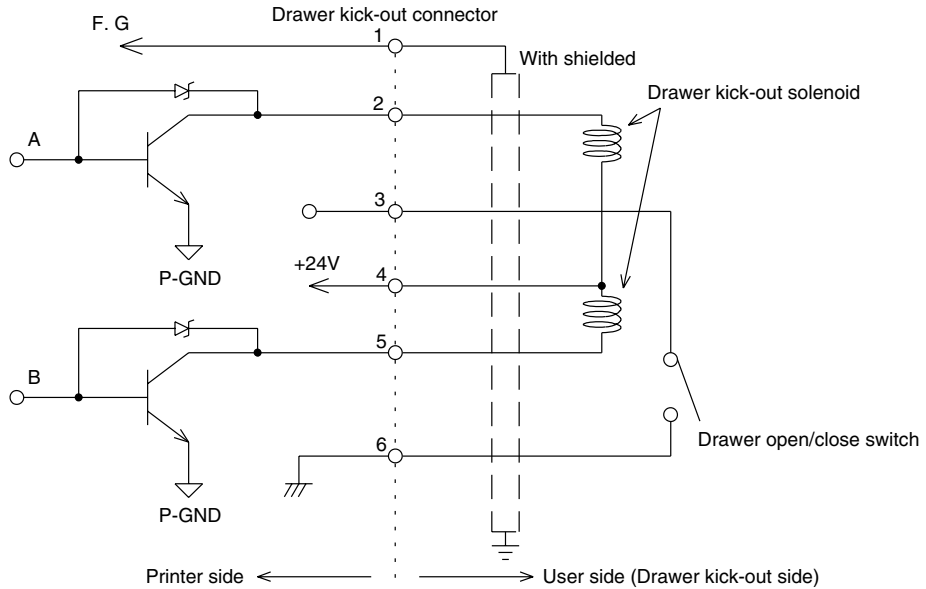 Drawer kick-out connector
F. G
1
With shielded
Drawer kick-out solenoid
2
A
3
P-GND
+24V
4
5
B
Drawer open/close switch
6
P-GND
Printer side
User side (Drawer kick-out side)